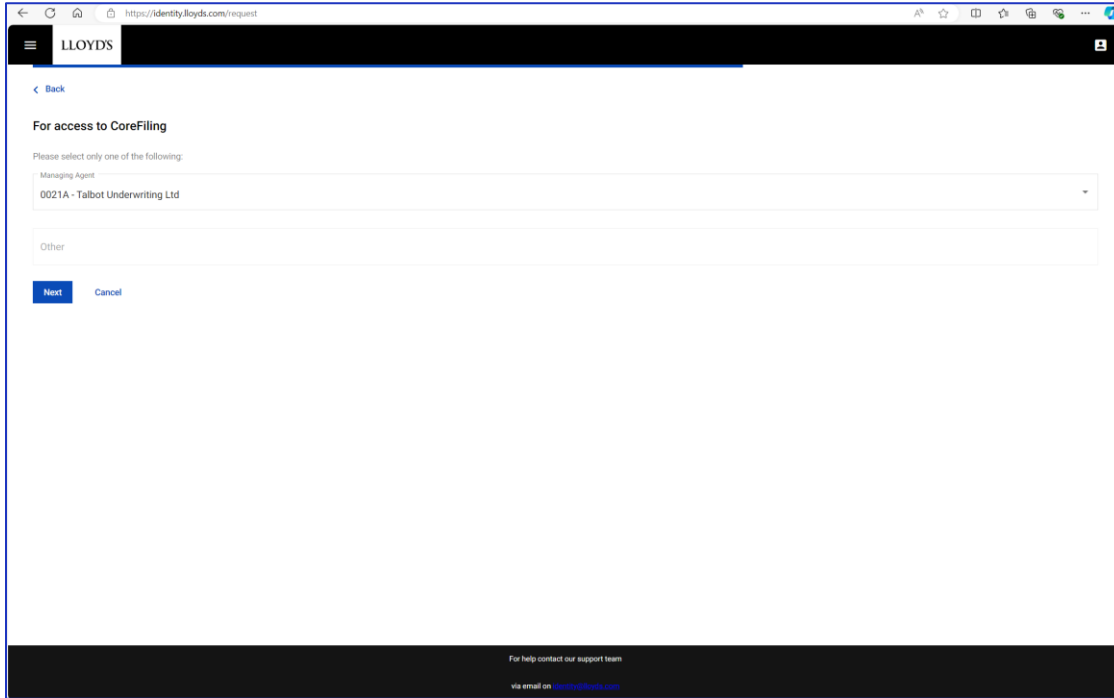 https://identity.lloyds.com/request
LLOYD'S
Back
For access to CoreFiling
Please select only one of the following:
Managing Agent
0021A - Talbot Underwriting Ltd
Other
Next Cancel
For help contact our support team
via email on